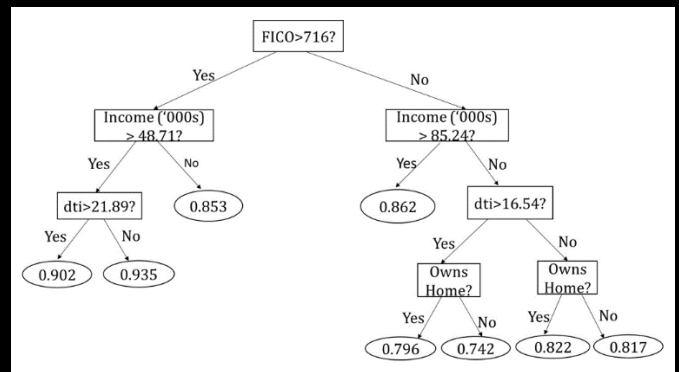 FICO>716?
Yes
No
Income (‘000s)
> 48.71?
Income (‘000s)
> 85.24?
Yes
No
Yes
No
dti>21.89?
0.853
0.862
dti>16.54?
Yes
No
Yes
No
0.902
0.935
Owns
Home?
Owns
Home?
Yes
No
Yes
No
0.796
0.742
0.822
0.817